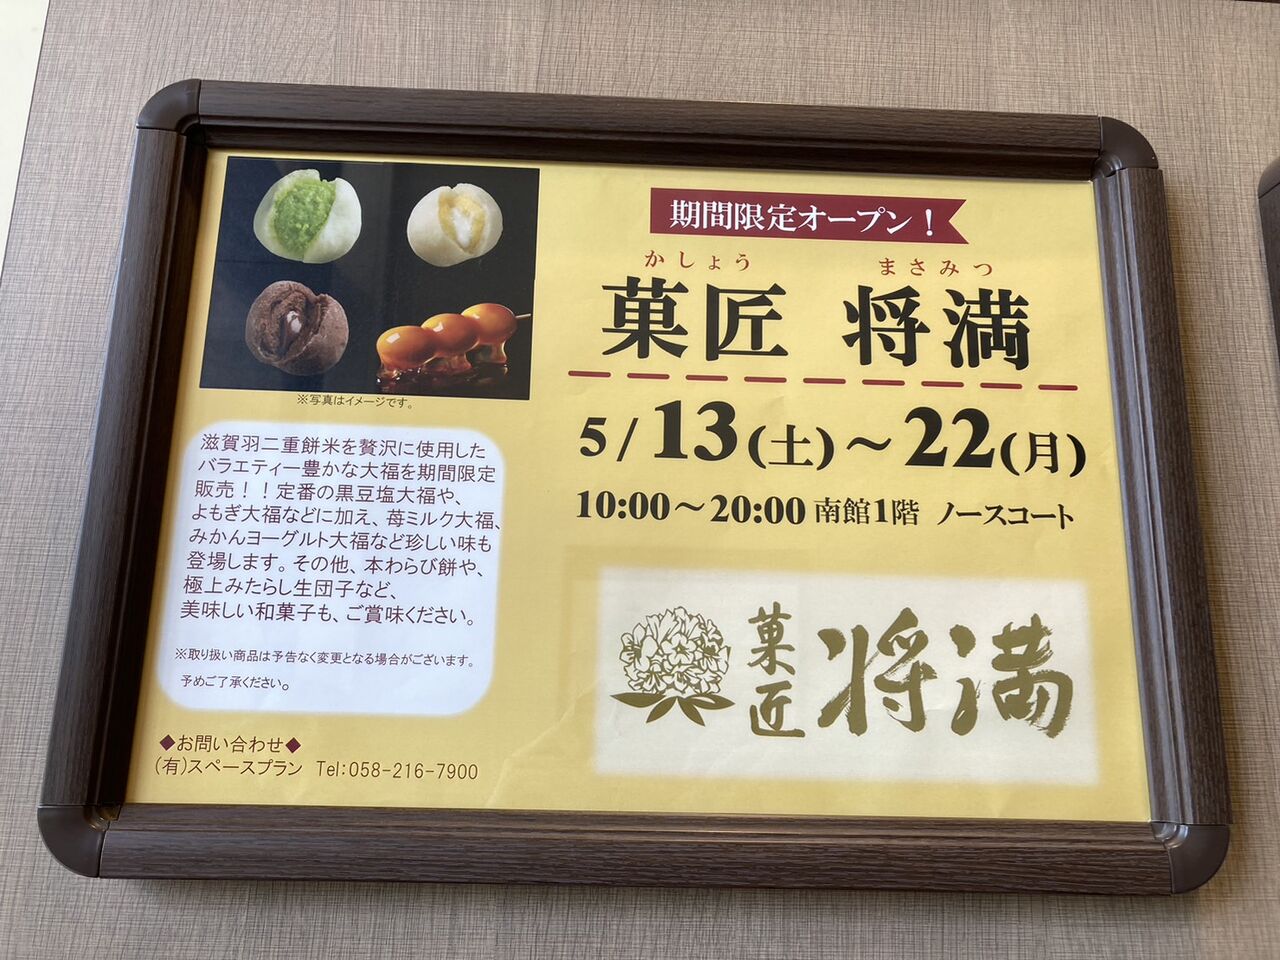 期間限定オープン！
かしょう まさみつ
菓匠 将満
5/13(土)～22(月)
10:00～20:00 南館1階 ノースコート
※写真はイメージです。
滋賀羽二重餅米を贅沢に使用した
バラエティー豊かな大福を期間限定
販売！！定番の黒豆塩大福や、
よもぎ大福などに加え、苺ミルク大福、
みかんヨーグルト大福など珍しい味も
登場します。その他、本わらび餅や、
極上みたらし生団子など、
美味しい和菓子も、ご賞味ください。
※取り扱い商品は予告なく変更となる場合がございます。
予めご了承ください。
◆お問い合わせ◆
(有)スペースプラン Tel:058-216-7900
菓匠 将満